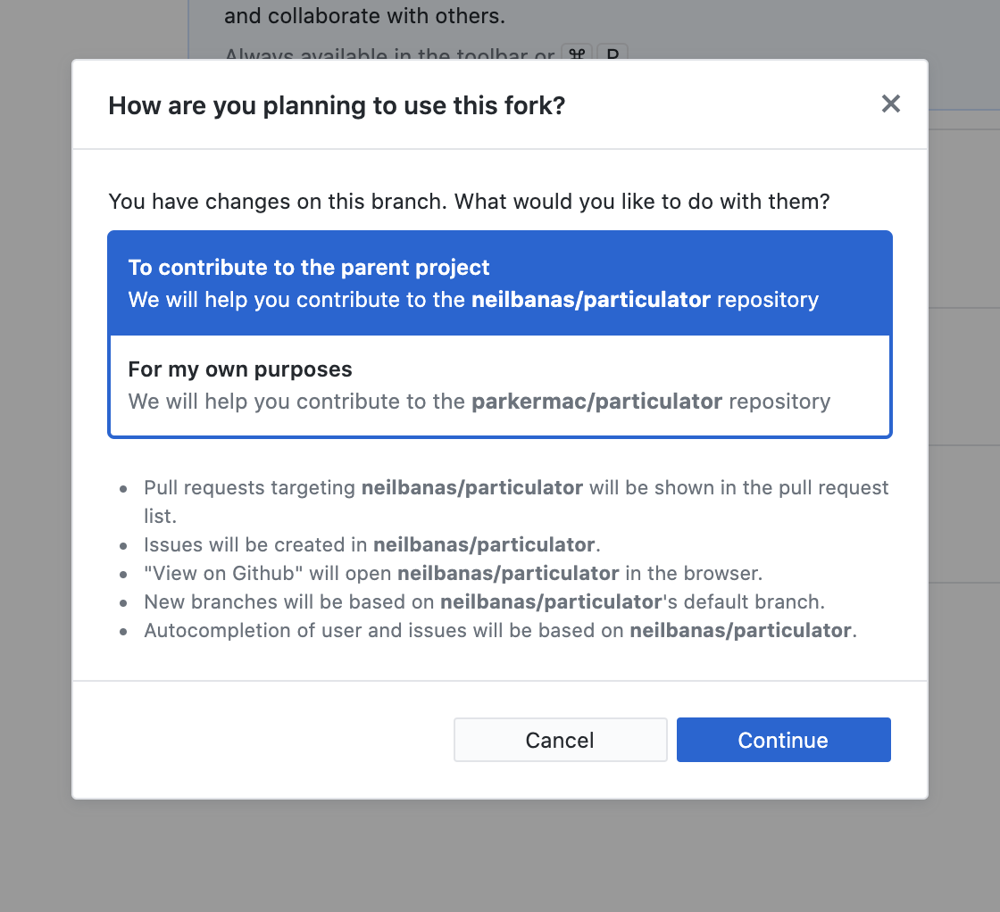 and collaborate with others.
Always available in the toolbar or ⌘
How are you planning to use this fork?
You have changes on this branch. What would you like to do with them?
To contribute to the parent project
We will help you contribute to the neilbanas/particulator repository
For my own purposes
We will help you contribute to the parkermac/particulator repository
• Pull requests targeting neilbanas/particulator will be shown in the pull request
list.
• Issues will be created in neilbanas/particulator.
• "View on Github" will open neilbanas/particulator in the browser.
• New branches will be based on neilbanas/particulator's default branch.
• Autocompletion of user and issues will be based on neilbanas/particulator.
Cancel
Continue